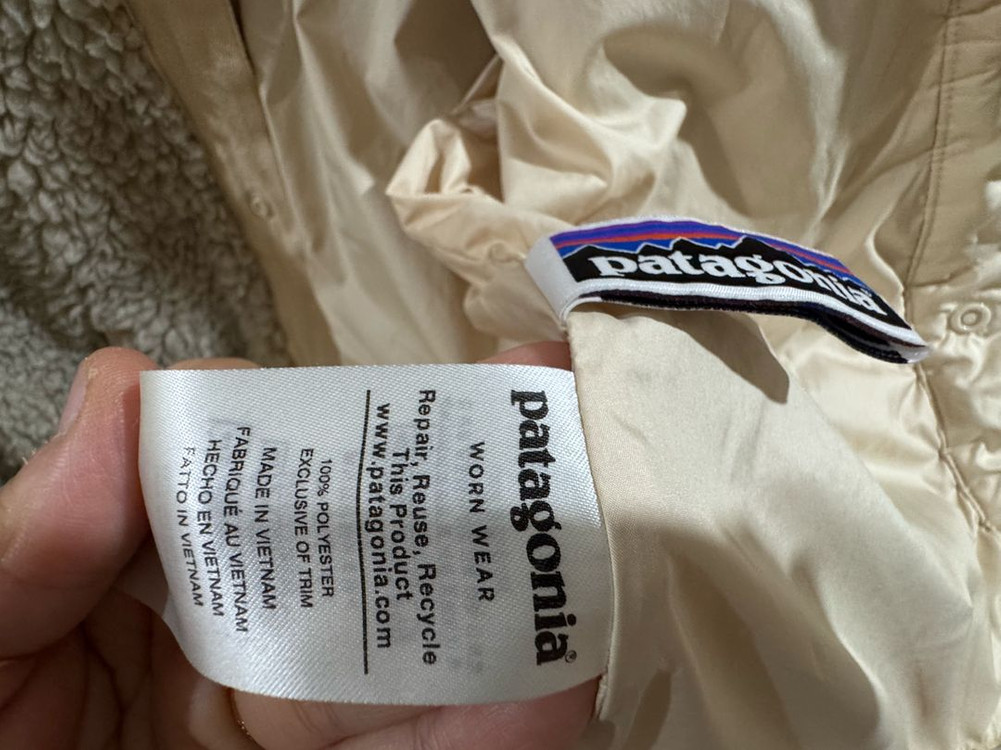 patagonia
patagonia®
WORN WEAR
Repair, Reuse, Recycle
This Product
www.patagonia.com
100% POLYESTER
EXCLUSIVE OF TRIM
MADE IN VIETNAM
FABRIQUÉ AU VIETNAM
HECHO EN VIETNAM
FATTO IN VIETNAM